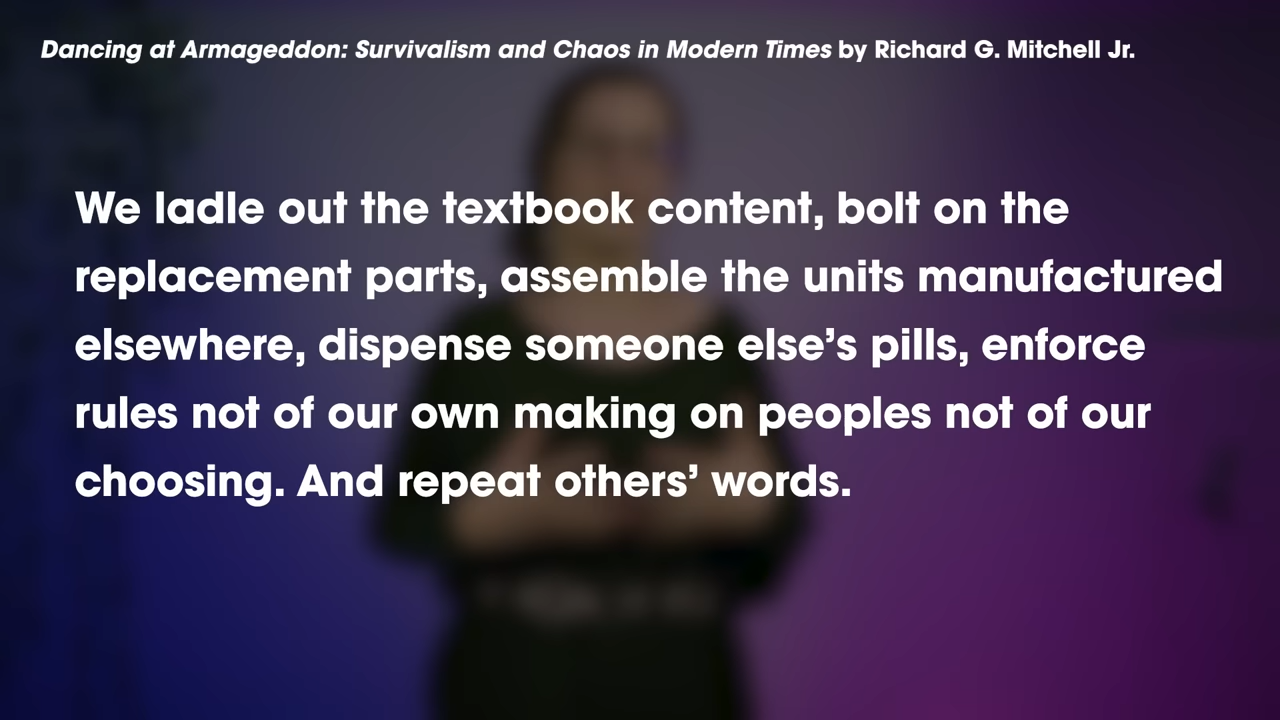 Dancing at Armageddon: Survivalism and Chaos in Modern Times by Richard G. Mitchell Jr.
We ladle out the textbook content, bolt on the
replacement parts, assemble the units manufactured
elsewhere, dispense someone else’s pills, enforce
rules not of our own making on peoples not of our
choosing. And repeat others’ words.